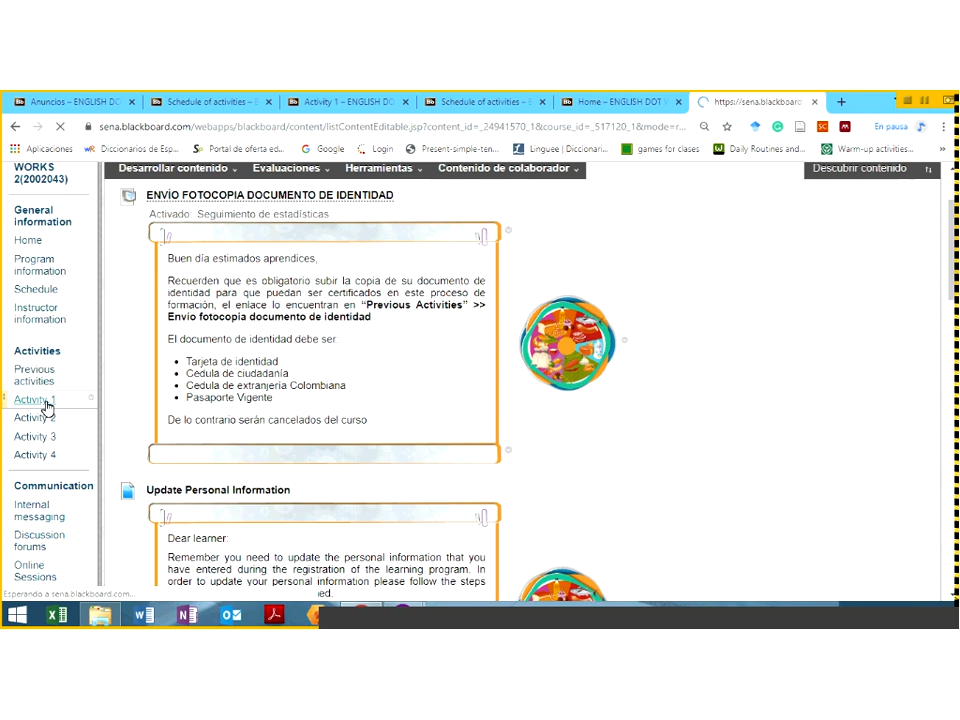 Anuncios – ENGLISH DO
Schedule of activities – E
Activity 1 – ENGLISH DO
Schedule of activities – E
Home – ENGLISH DOT W
https://sena.blackboard
sena.blackboard.com/webapps/blackboard/content/listContentEditable.jsp?content_id=_24941570_1&course_id=_517120_1&mode=r...
En pausa
Aplicaciones
Diccionarios de Esp...
Portal de oferta ed...
Google
Login
Present-simple-ten...
Linguee | Diccionari...
games for classes
Daily Routines and...
Warm-up activities...
»
WORKS
2(2002043)
General
information
Home
Program
information
Schedule
Instructor
information
Activities
Previous
activities
Activity 1
Activity 2
Activity 3
Activity 4
Communication
Internal
messaging
Discussion
forums
Online
Sessions
Desarrollar contenido
Evaluaciones
Herramientas
Contenido de colaborador
Descubrir contenido
ENVÍO FOTOCOPIA DOCUMENTO DE IDENTIDAD
Activado: Seguimiento de estadísticas
Buen día estimados aprendices,
Recuerden que es obligatorio subir la copia de su documento de
identidad para que puedan ser certificados en este proceso de
formación, el enlace lo encuentran en “Previous Activities” >>
Envío fotocopia documento de identidad
El documento de identidad debe ser:
• Tarjeta de identidad
• Cedula de ciudadanía
• Cedula de extranjería Colombiana
• Pasaporte Vigente
De lo contrario serán cancelados del curso
Update Personal Information
Dear learner:
Remember you need to update the personal information that you
have entered during the registration of the learning program. In
order to update your personal information please follow the steps
ed.
Esperando a sena.blackboard.com...